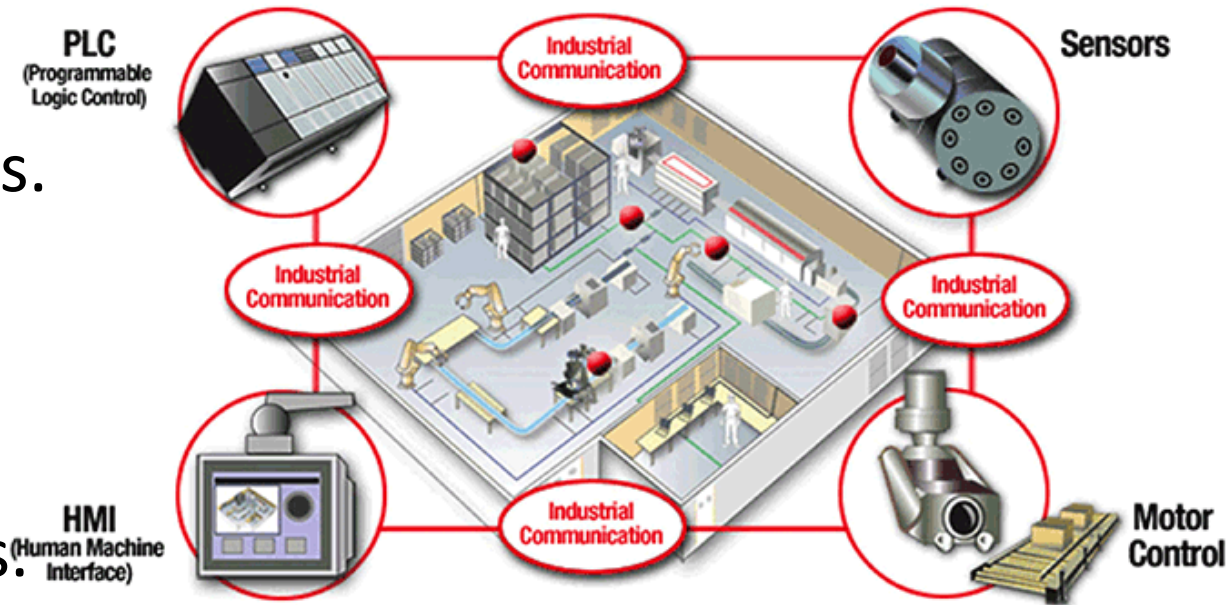 PLC
(Programmable
Logic Control)
Industrial
Communication
Sensors
s.
Industrial
Communication
Industrial
Communication
HMI
(Human Machine
Interface)
s.
Industrial
Communication
Motor
Control